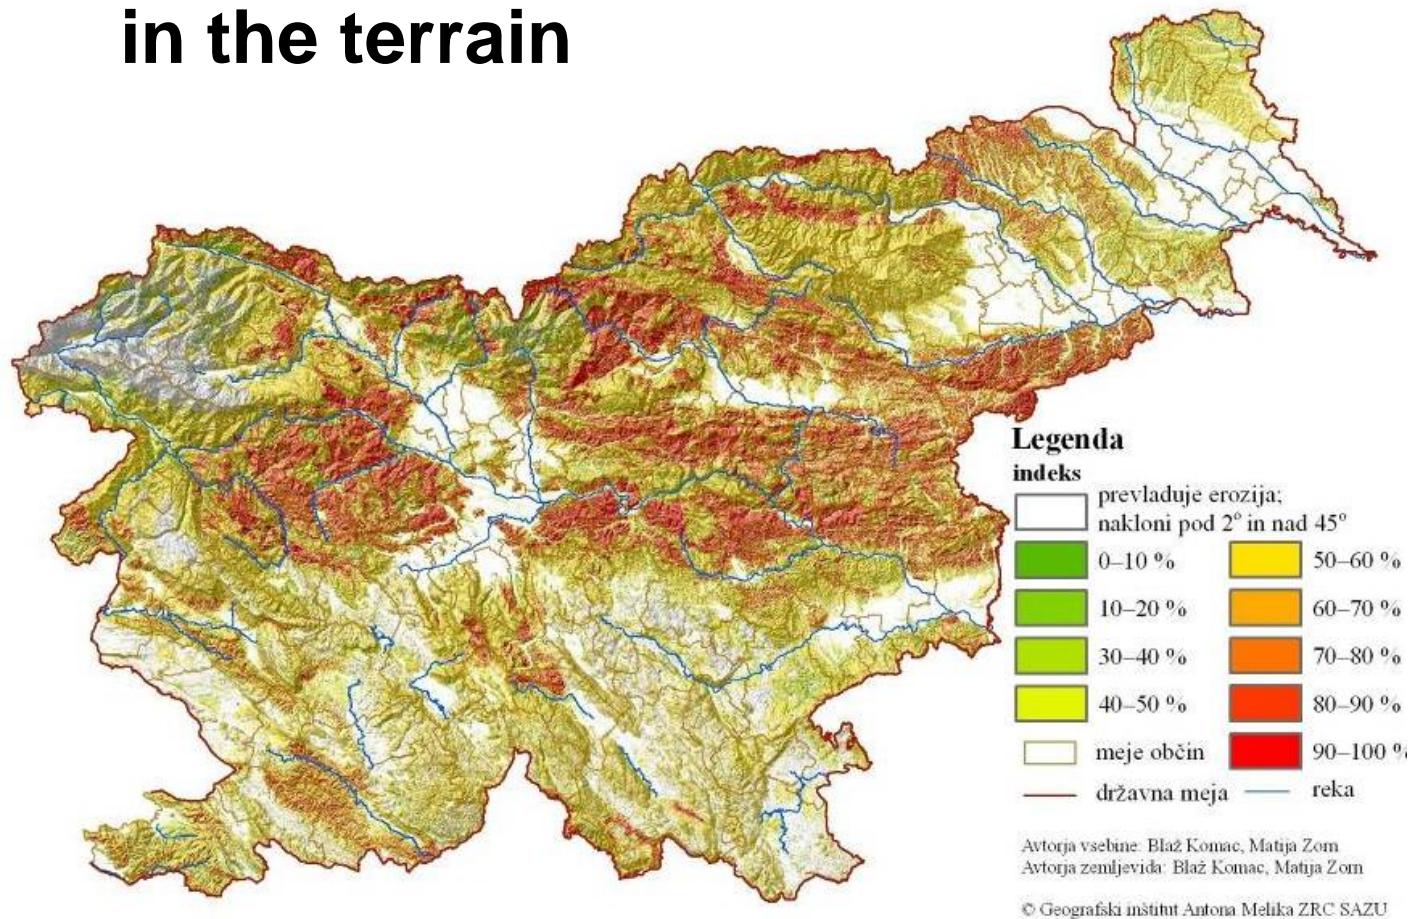 in the terrain
Legenda
indeks
prevladuje erozija;
nakloni pod 2° in nad 45°
0–10 %
50–60 %
10–20 %
60–70 %
30–40 %
70–80 %
40–50 %
80–90 %
meje občin
90–100 %
državna meja
reka
Avtorja vsebine: Blaž Komac, Matija Zorn
Avtorja zemljevida: Blaž Komac, Matija Zorn
© Geografski inštitut Antona Melika ZRC SAZU